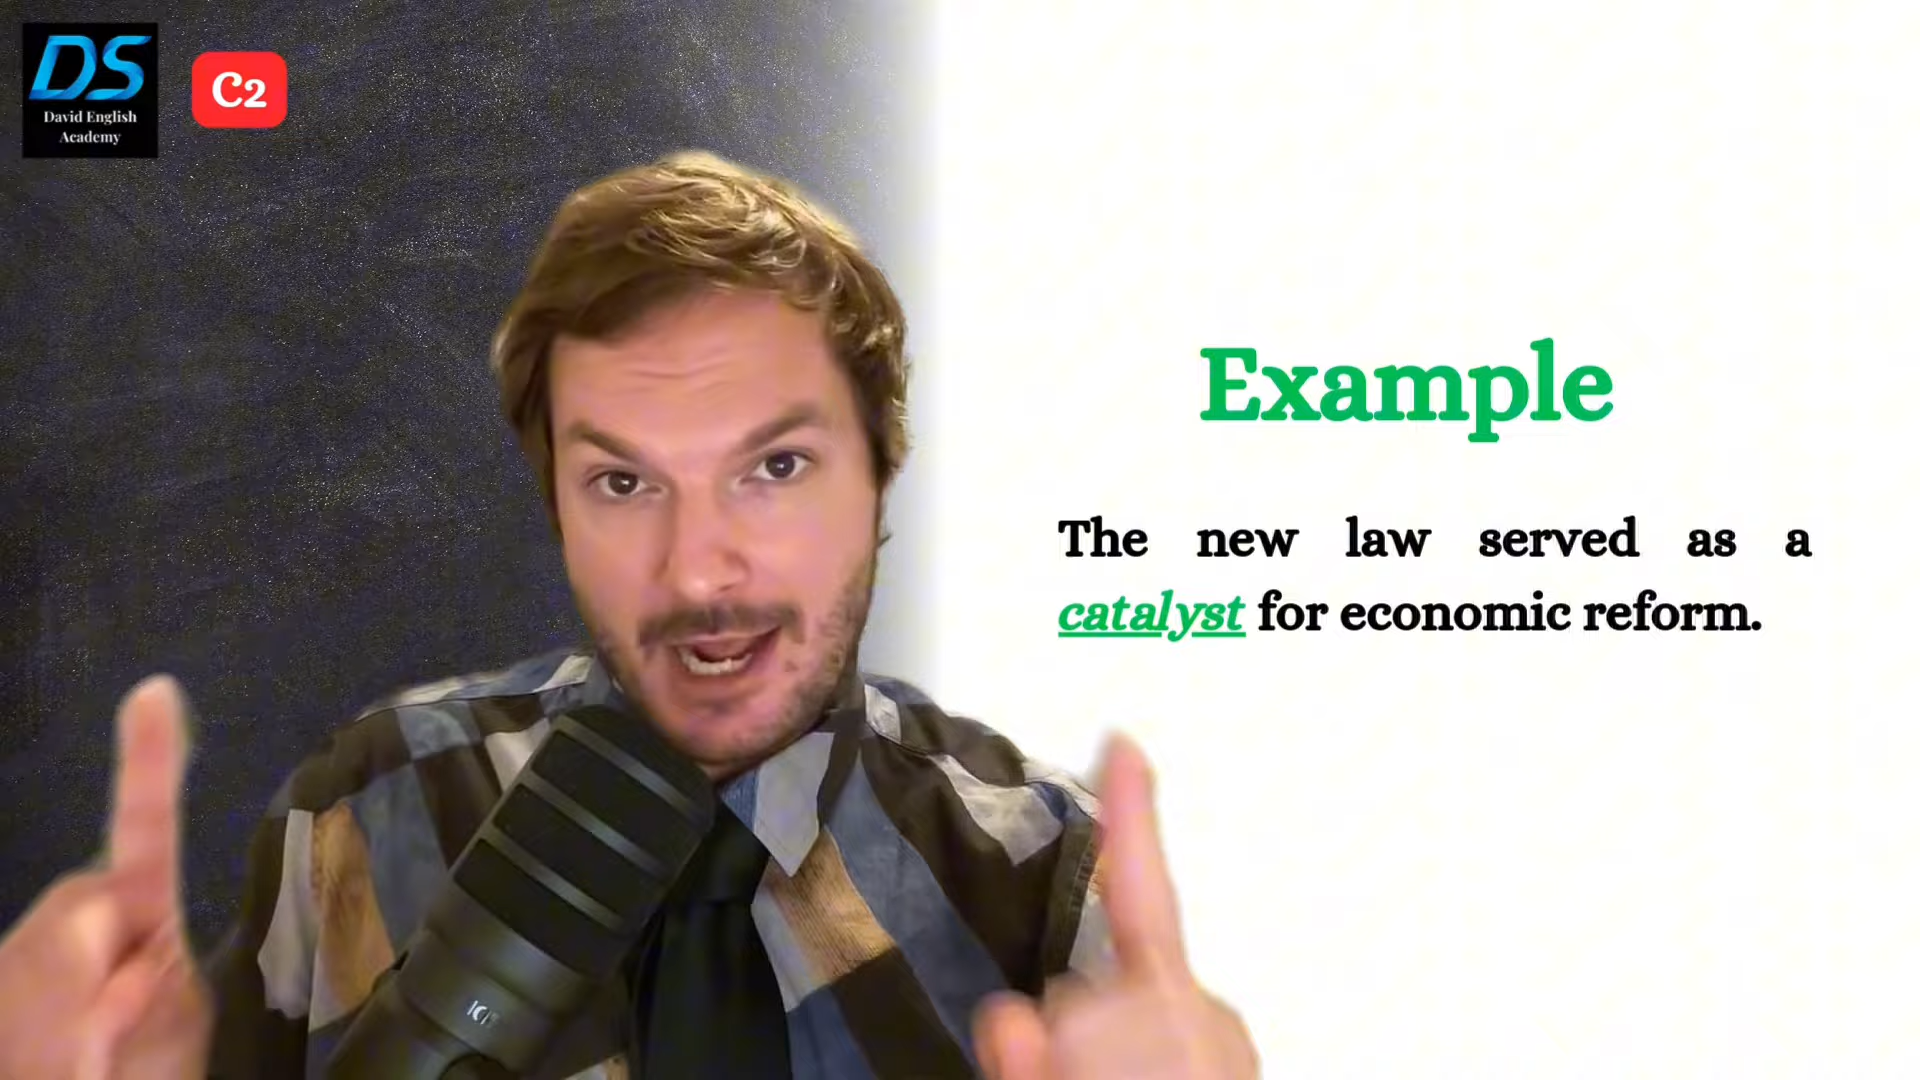 DS
David English
Academy
C2
Example
The new law served as a
catalyst for economic reform.